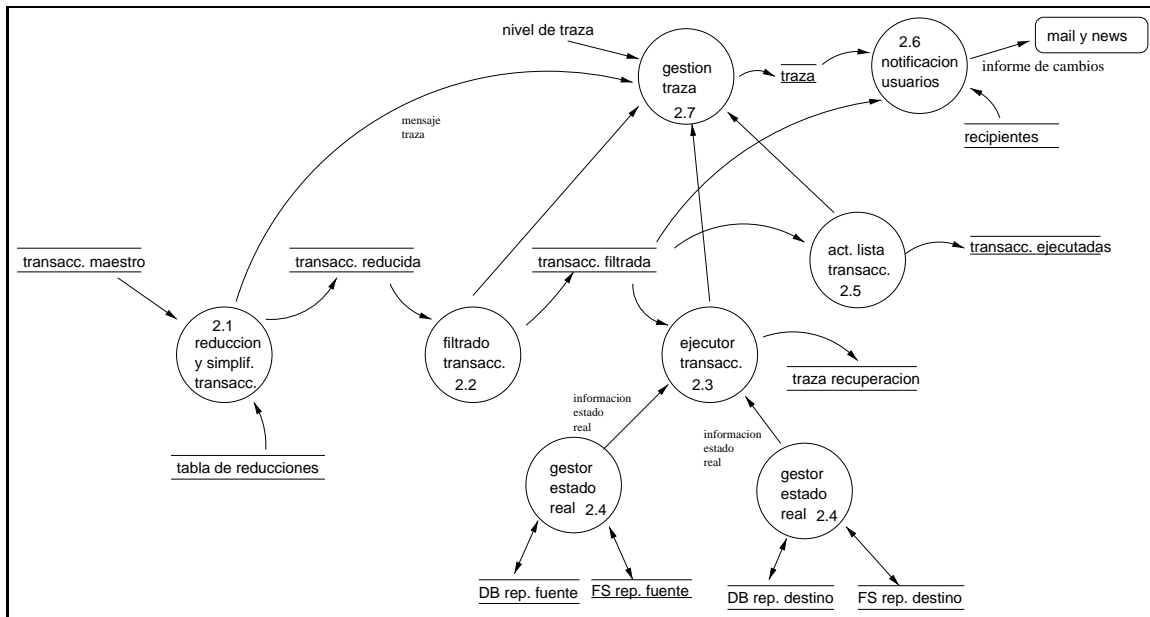 nivel de traza
gestion
traza
2.7
traza
2.6
notificacion
usuarios
mail y news
informe de cambios
recipientes
mensaje
traza
transacc. maestro
transacc. reducida
transacc. filtrada
act. lista
transacc.
2.5
transacc. ejecutadas
2.1
reduccion
y simplif.
transacc.
filtrado
transacc.
2.2
ejecutor
transacc.
2.3
traza recuperacion
tabla de reducciones
informacion
estado
real
informacion
estado
real
gestor
estado
real 2.4
gestor
estado
real 2.4
DB rep. fuente
FS rep. fuente
DB rep. destino
FS rep. destino